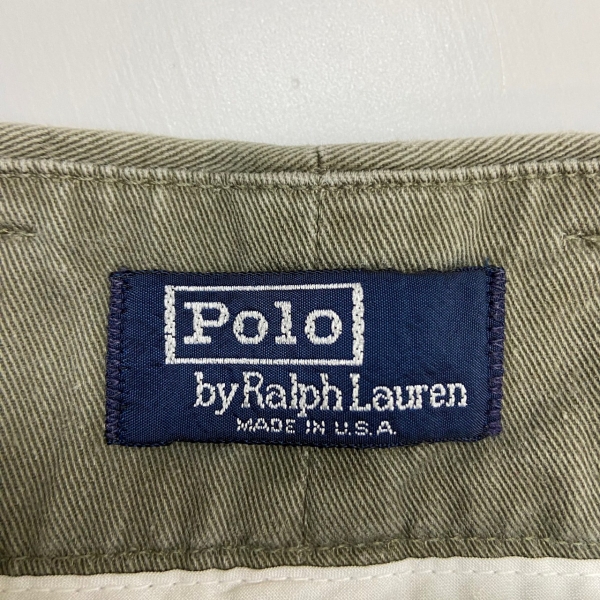 Polo
by Ralph Lauren
MADE IN U.S.A.